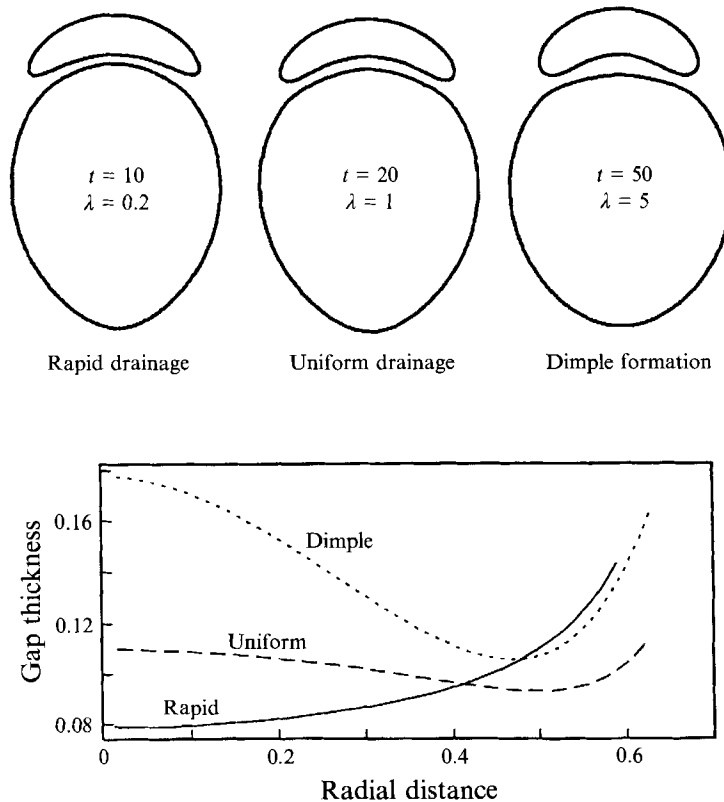 t = 10
λ = 0.2
t = 20
λ = 1
t = 50
λ = 5
Rapid drainage
Uniform drainage
Dimple formation
Gap thickness
0.16
0.12
0.08
Dimple
Uniform
Rapid
0
0.2
0.4
0.6
Radial distance